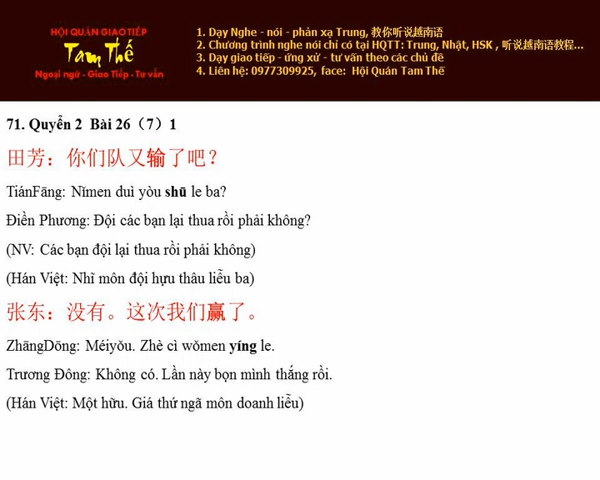 HỘI QUÁN GIAO TIẾP
Tam Thế
Ngoại ngữ - Giao Tiếp - Tư vấn
1. Dạy Nghe - nói - phản xạ Trung, 教你听说越南语
2. Chương trình nghe nói chỉ có tại HQTT: Trung, Nhật, HSK , 听说越南语教程...
3. Dạy giao tiếp - ứng xử - tư vấn theo các chủ đề
4. Liên hệ: 0977309925, face: Hội Quán Tam Thế
71. Quyển 2 Bài 26（7）1
田芳：你们队又输了吧？
TiánFāng: Nǐmen duì yòu shū le ba?
Điền Phương: Đội các bạn lại thua rồi phải không?
(NV: Các bạn đội lại thua rồi phải không)
(Hán Việt: Nhĩ môn đội hựu thâu liễu ba)
张东：没有。这次我们赢了。
ZhāngDōng: Méiyǒu. Zhè cì wǒmen yíng le.
Trương Đông: Không có. Lần này bọn mình thắng rồi.
(Hán Việt: Một hữu. Giá thứ ngã môn doanh liễu)